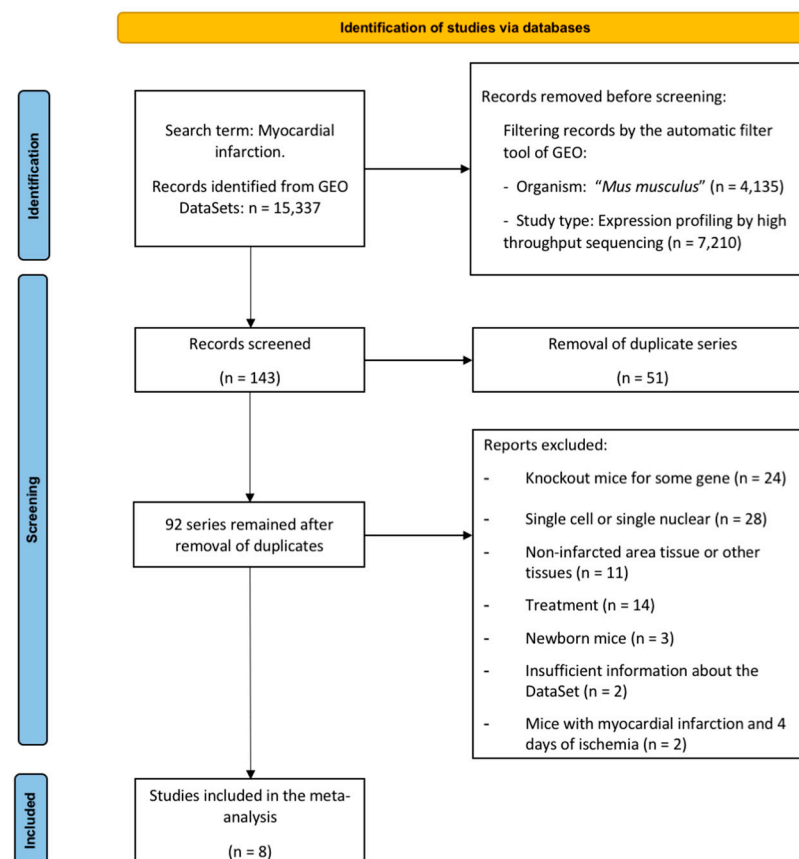 Identification of studies via databases
Identification
Search term: Myocardial
infarction.
Records identified from GEO
DataSets: n = 15,337
Records removed before screening:
Filtering records by the automatic filter
tool of GEO:
- Organism: “Mus musculus” (n = 4,135)
- Study type: Expression profiling by high
throughput sequencing (n = 7,210)
Screening
Records screened
(n = 143)
Removal of duplicate series
(n = 51)
92 series remained after
removal of duplicates
Reports excluded:
- Knockout mice for some gene (n = 24)
- Single cell or single nuclear (n = 28)
- Non-infarcted area tissue or other
tissues (n = 11)
- Treatment (n = 14)
- Newborn mice (n = 3)
- Insufficient information about the
DataSet (n = 2)
- Mice with myocardial infarction and 4
days of ischemia (n = 2)
Included
Studies included in the meta-
analysis
(n = 8)